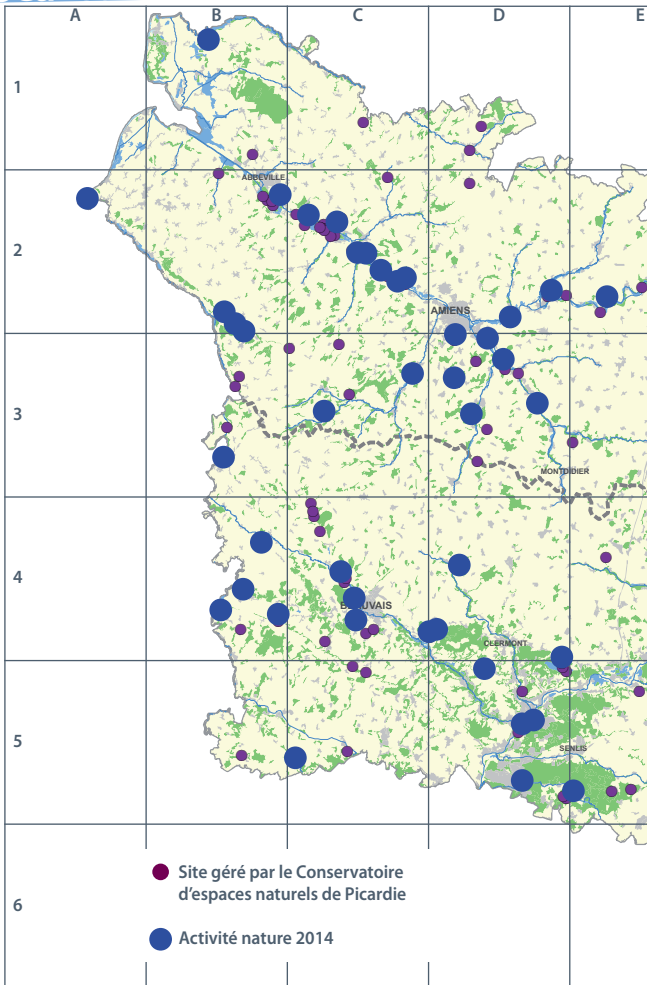 A B C D E
1
ABBEVILLE
2
AMIENS
3
MONTDIDIER
4
BEAUVAIS
CLERMONT
5
SENLIS
Site géré par le Conservatoire
d'espaces naturels de Picardie
6
Activité nature 2014